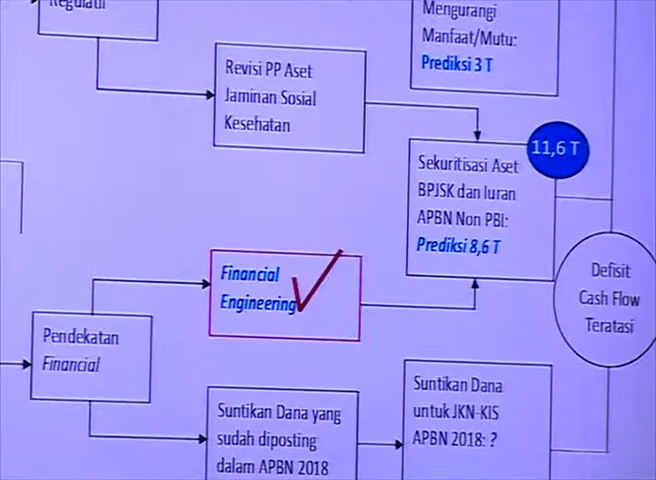 Regulatif
Mengurangi
Manfaat/Mutu:
Prediksi 3 T
Revisi PP Aset
Jaminan Sosial
Kesehatan
11,6 T
Sekuritisasi Aset
BPJSK dan Iuran
APBN Non PBI:
Prediksi 8,6 T
Financial
Engineering
Defisit
Cash Flow
Teratasi
Pendekatan
Financial
Suntikan Dana yang
sudah diposting
dalam APBN 2018
Suntikan Dana
untuk JKN-KIS
APBN 2018: ?